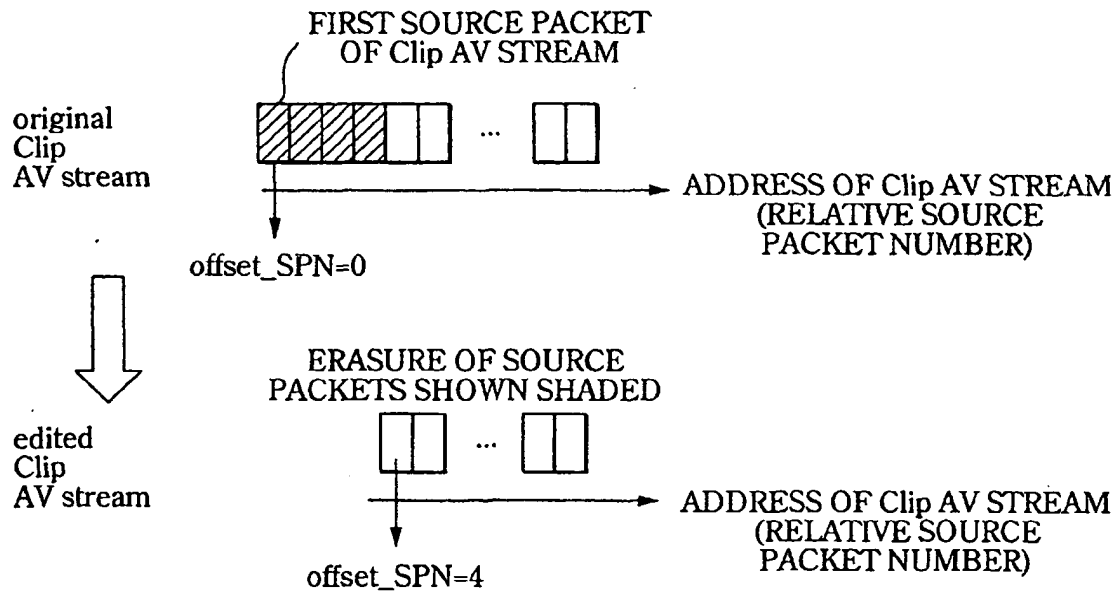 FIRST SOURCE PACKET
OF Clip AV STREAM
original
Clip
AV stream
...
ADDRESS OF Clip AV STREAM
(RELATIVE SOURCE
PACKET NUMBER)
offset_SPN=0
ERASURE OF SOURCE
PACKETS SHOWN SHADED
edited
Clip
AV stream
...
ADDRESS OF Clip AV STREAM
(RELATIVE SOURCE
PACKET NUMBER)
offset_SPN=4